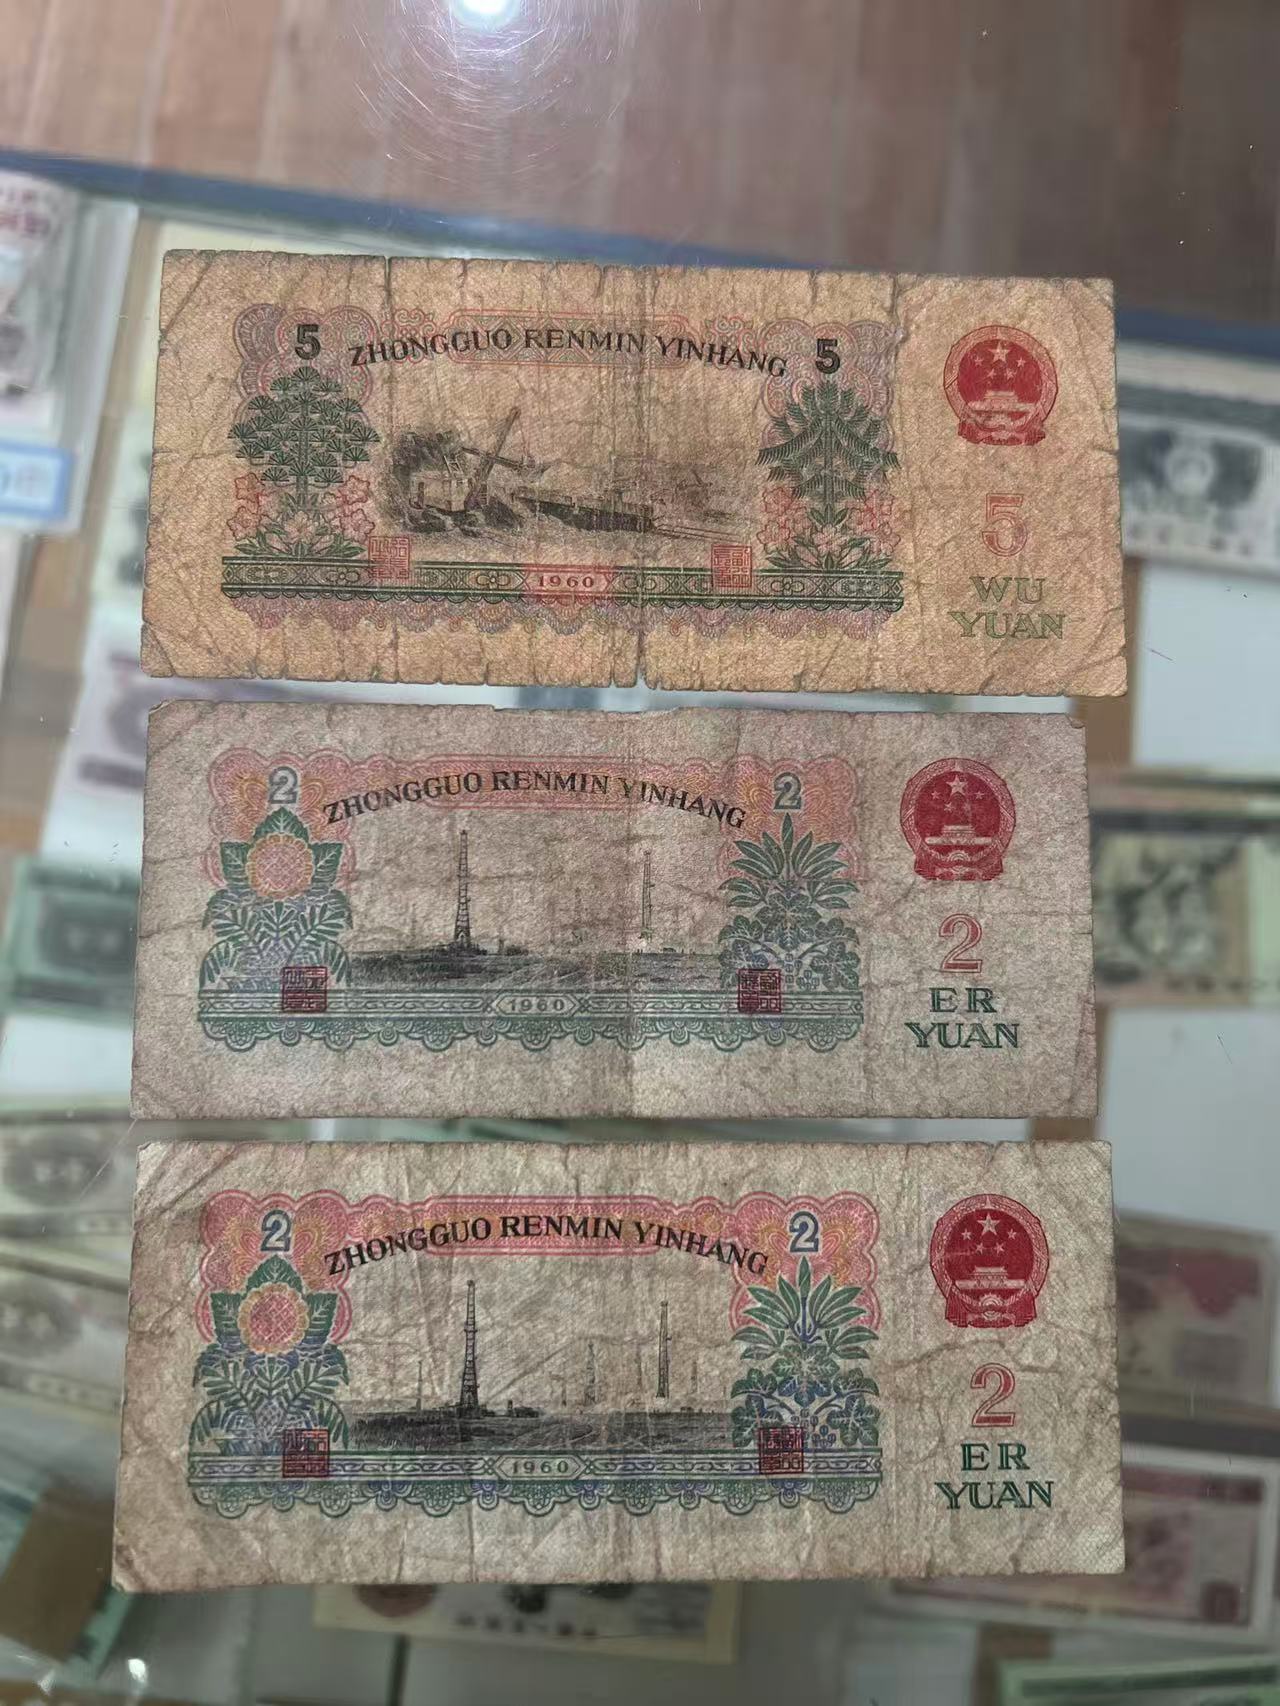 5 ZHONGGUO RENMIN YINHANG 5
5
WU
YUAN
1960
2 ZHONGGUO RENMIN YINHANG 2
2
ER
YUAN
1960
2 ZHONGGUO RENMIN YINHANG 2
2
ER
YUAN
1960